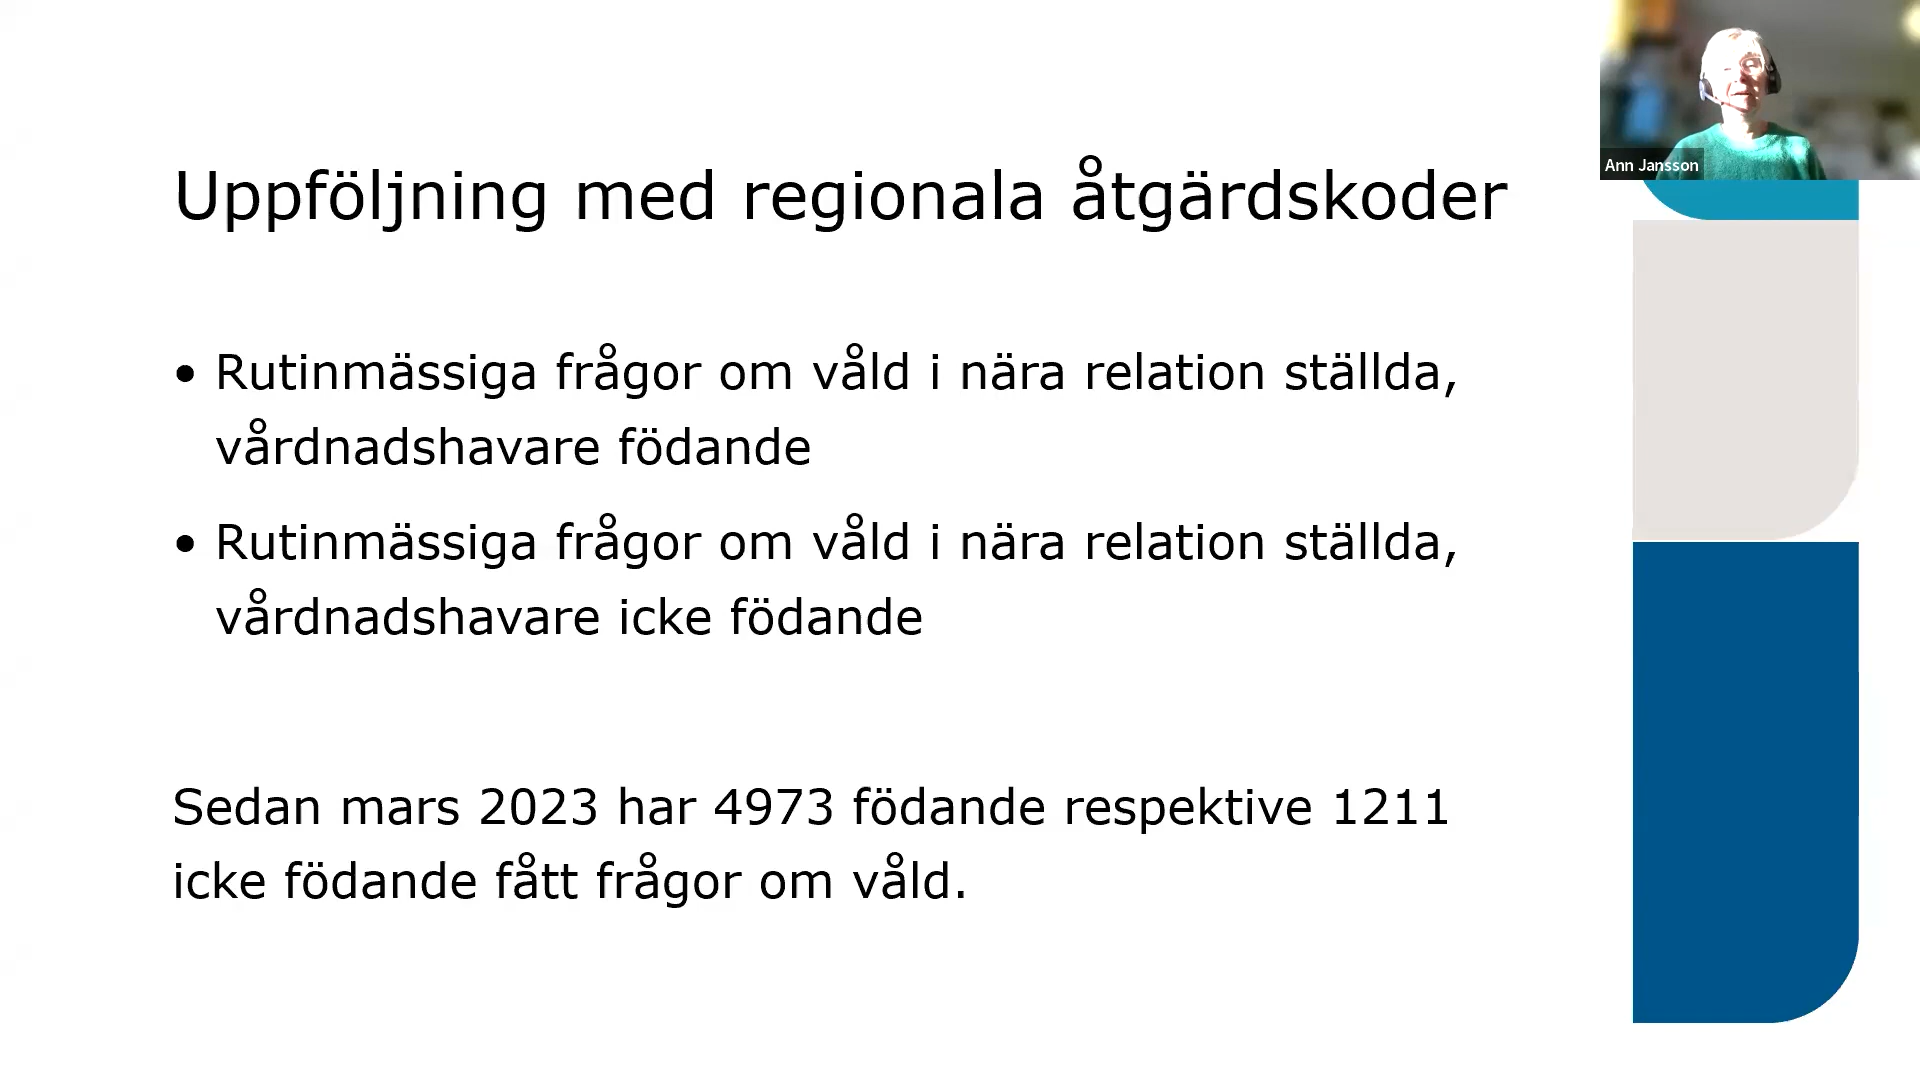 Ann Jansson
Uppföljning med regionala åtgärdskoder
• Rutinmässiga frågor om våld i nära relation ställda,
vårdnadshavare födande
• Rutinmässiga frågor om våld i nära relation ställda,
vårdnadshavare icke födande
Sedan mars 2023 har 4973 födande respektive 1211
icke födande fått frågor om våld.